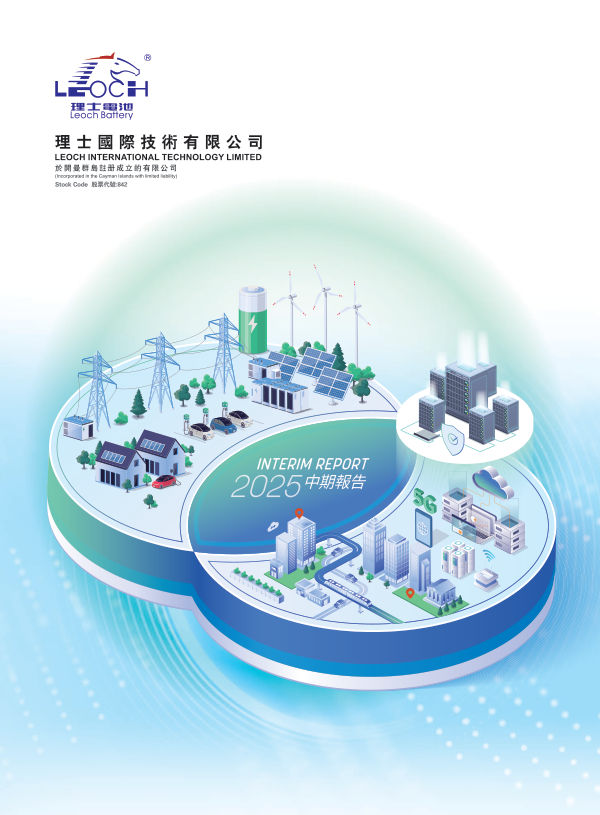 ®
LEOCH
理士電池
Leoch Battery
理士國際技術有限公司
LEOCH INTERNATIONAL TECHNOLOGY LIMITED
於開曼群島註册成立的有限公司
(Incorporated in the Cayman Islands with limited liability)
Stock Code 股票代號:842
INTERIM REPORT
2025 中期報告
5G